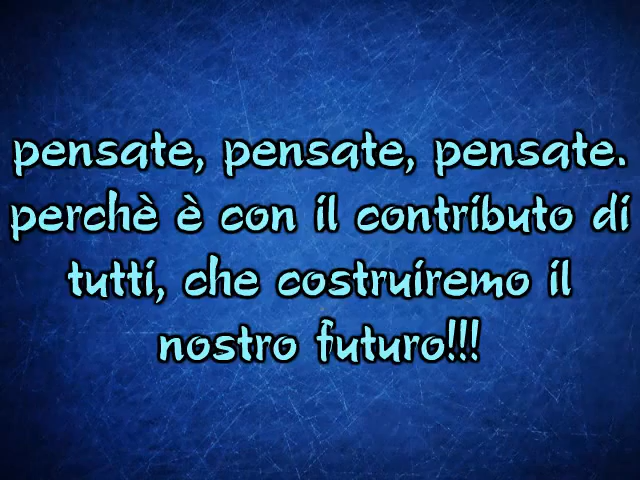 pensate, pensate, pensate.
perchè è con il contributo di
tutti, che costruiremo il
nostro futuro!!!